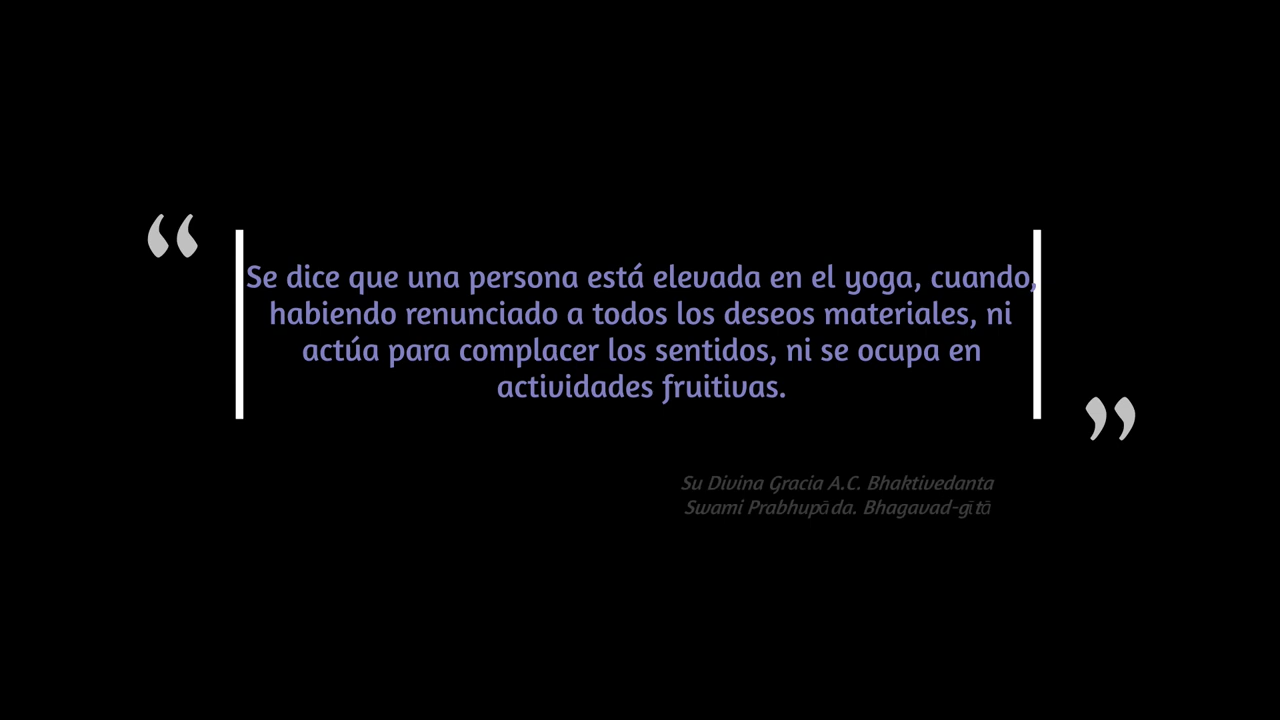 “
Se dice que una persona está elevada en el yoga, cuando,
habiendo renunciado a todos los deseos materiales, ni
actúa para complacer los sentidos, ni se ocupa en
actividades fruitivas.
”
Su Divina Gracia A.C. Bhaktivedanta
Swami Prabhupāda. Bhagavad-gītā